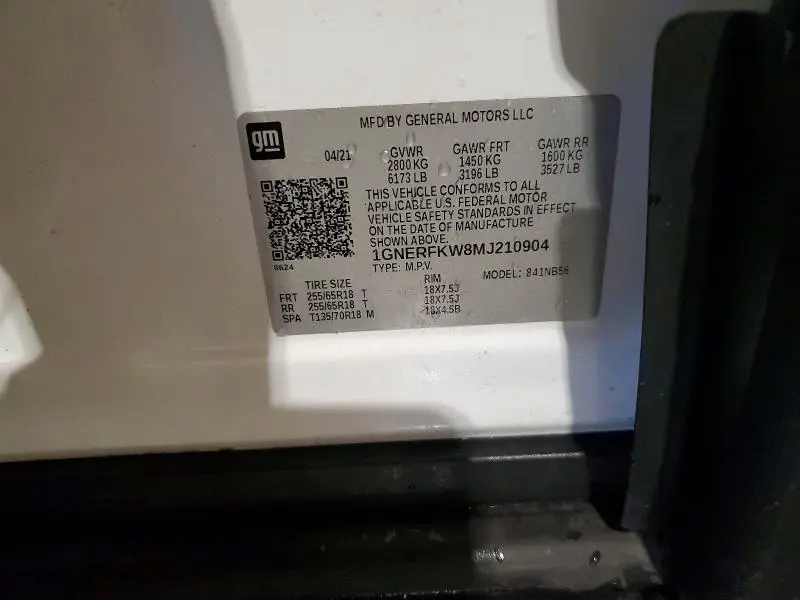 MFD BY GENERAL MOTORS LLC
gm
04/21 GVWR GAWR FRT GAWR RR
2800 KG 1450 KG 1600 KG
6173 LB 3196 LB 3527 LB
THIS VEHICLE CONFORMS TO ALL
APPLICABLE U.S. FEDERAL MOTOR
VEHICLE SAFETY STANDARDS IN EFFECT
ON THE DATE OF MANUFACTURE
SHOWN ABOVE.
1GNERFKW8MJ210904
8624
TYPE: M.P.V. MODEL: 841NB56
TIRE SIZE RIM
FRT 255/65R18 T 18X7.5J
RR 255/65R18 T 18X7.5J
SPA T135/70R18 M 18X4.5B